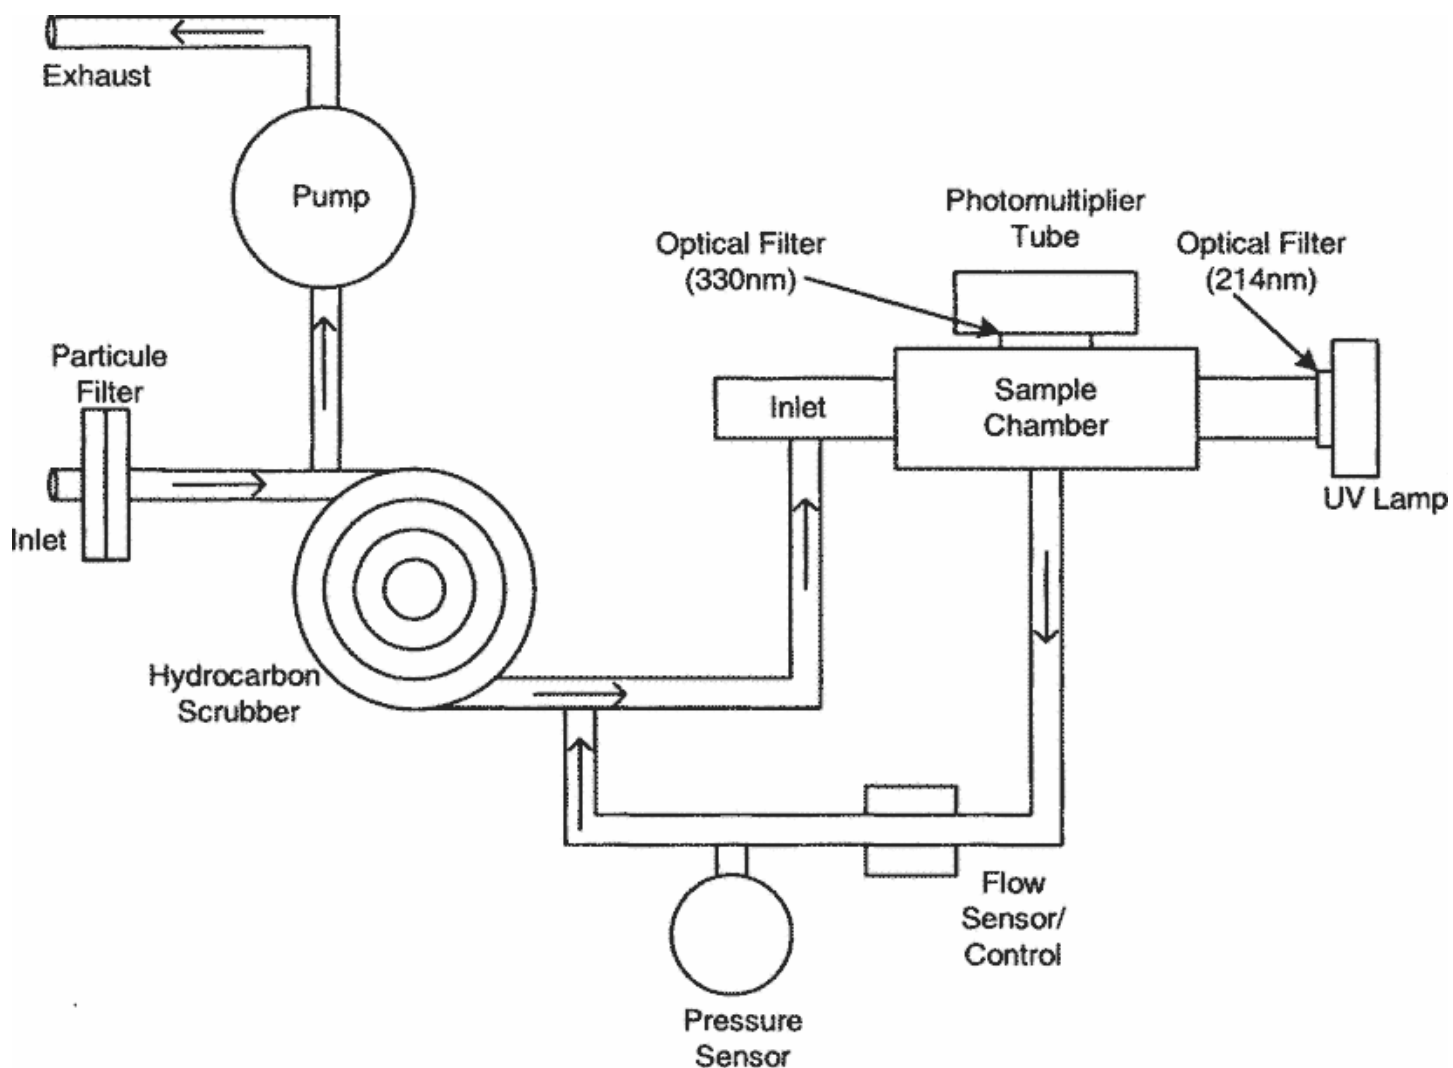 Exhaust
Pump
Photomultiplier
Tube
Optical Filter
(330nm)
Optical Filter
(214nm)
Particule
Filter
Inlet
Sample
Chamber
UV Lamp
Inlet
Hydrocarbon
Scrubber
Flow
Sensor/
Control
Pressure
Sensor